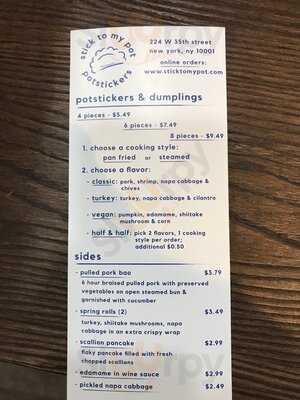 stick to my pot
potstickers
224 W 35th street
new york, ny 10001
online orders:
www.sticktomypot.com
potstickers & dumplings
4 pieces - $5.49
6 pieces - $7.49
8 pieces - $9.49
1. choose a cooking style:
pan fried or steamed
2. choose a flavor:
- classic: pork, shrimp, napa cabbage &
chives
- turkey: turkey, napa cabbage & cilantro
- vegan: pumpkin, edamame, shiitake
mushroom & corn
- half & half: pick 2 flavors, 1 cooking
style per order;
additional $0.50
sides
- pulled pork bao $3.79
6 hour braised pulled pork with preserved
vegetables on open steamed bun &
garnished with cucumber
- spring rolls (2) $3.49
turkey, shiitake mushrooms, napa
cabbage in an extra crispy wrap
- scallion pancake $2.99
flaky pancake filled with fresh
chopped scallions
- edamame in wine sauce $2.99
- pickled napa cabbage $2.49